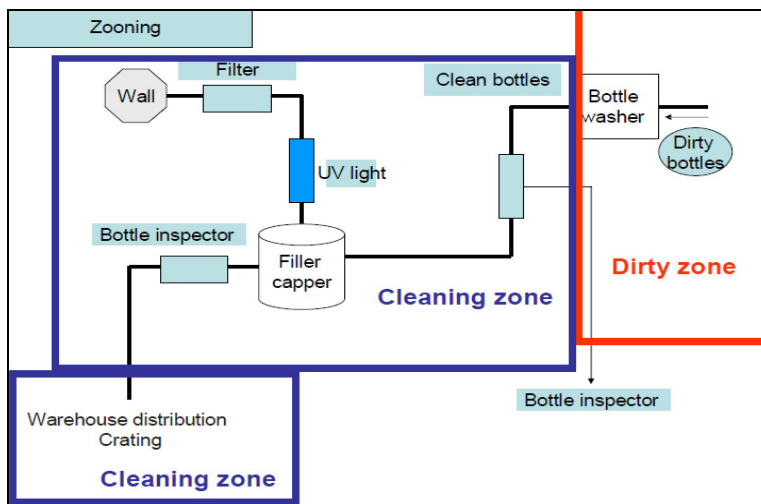 Zooning
Filter
Wall
Clean bottles
Bottle
washer
Dirty
bottles
UV light
Bottle inspector
Filler
capper
Cleaning zone
Dirty zone
Bottle inspector
Warehouse distribution
Crating
Cleaning zone